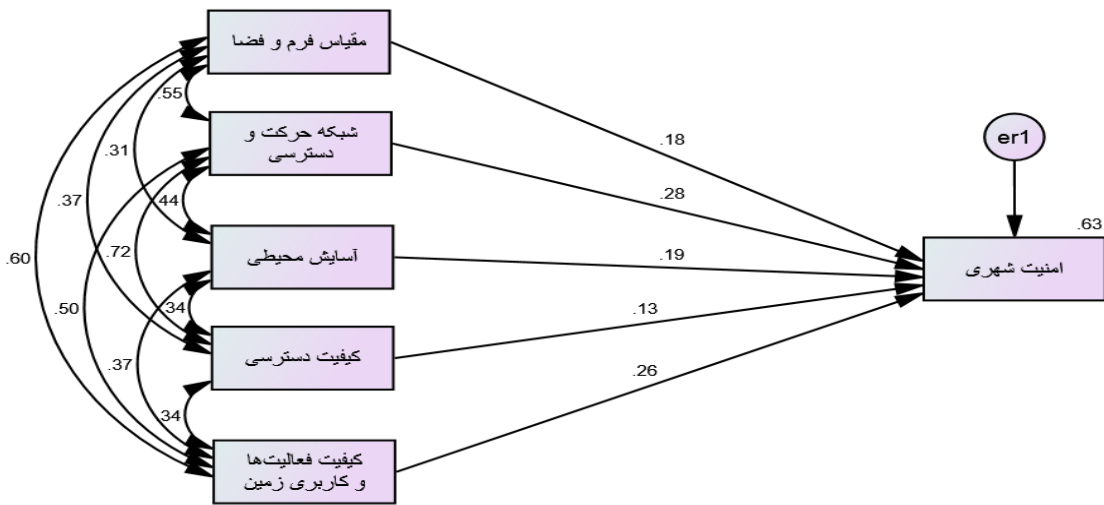 مقیاس فرم و فضا
شبکه حرکت و
دسترسی
آسایش محیطی
کیفیت دسترسی
کیفیت فعالیت‌ها
و کاربری زمین
.55
.31
.37
.44
.60
.72
.50
.34
.37
.34
.18
.28
.19
.13
.26
er1
.63
امنیت شهری